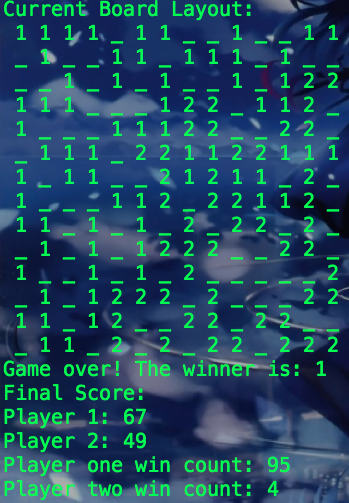 Current Board Layout:
1 1 1 1 _ 1 1 _ _ 1 _ _ 1 1
_ 1 _ _ 1 1 _ 1 1 1 _ 1 _ _
_ _ 1 _ 1 _ 1 _ _ 1 _ 1 2 2
1 1 1 _ _ _ 1 2 2 _ 1 1 2 _
1 _ _ _ 1 1 1 2 2 _ _ 2 2 _
_ 1 1 1 _ 2 2 1 1 2 2 1 1 1
1 _ 1 1 _ _ 2 1 2 1 1 _ 2 _
1 _ _ _ 1 1 2 _ 2 2 1 1 2 _
1 1 _ 1 _ 1 _ 2 _ 2 2 _ 2 _
_ 1 _ 1 _ 1 2 2 2 _ _ 2 2 _
1 _ _ 1 _ 1 _ 2 _ _ _ _ _ 2
_ 1 _ 1 2 2 2 _ 2 _ _ _ 2 2
1 1 _ 1 2 _ _ 2 2 _ 2 2 _ _
_ 1 1 _ 2 _ 2 _ 2 2 _ 2 2 2
Game over! The winner is: 1
Final Score:
Player 1: 67
Player 2: 49
Player one win count: 95
Player two win count: 4